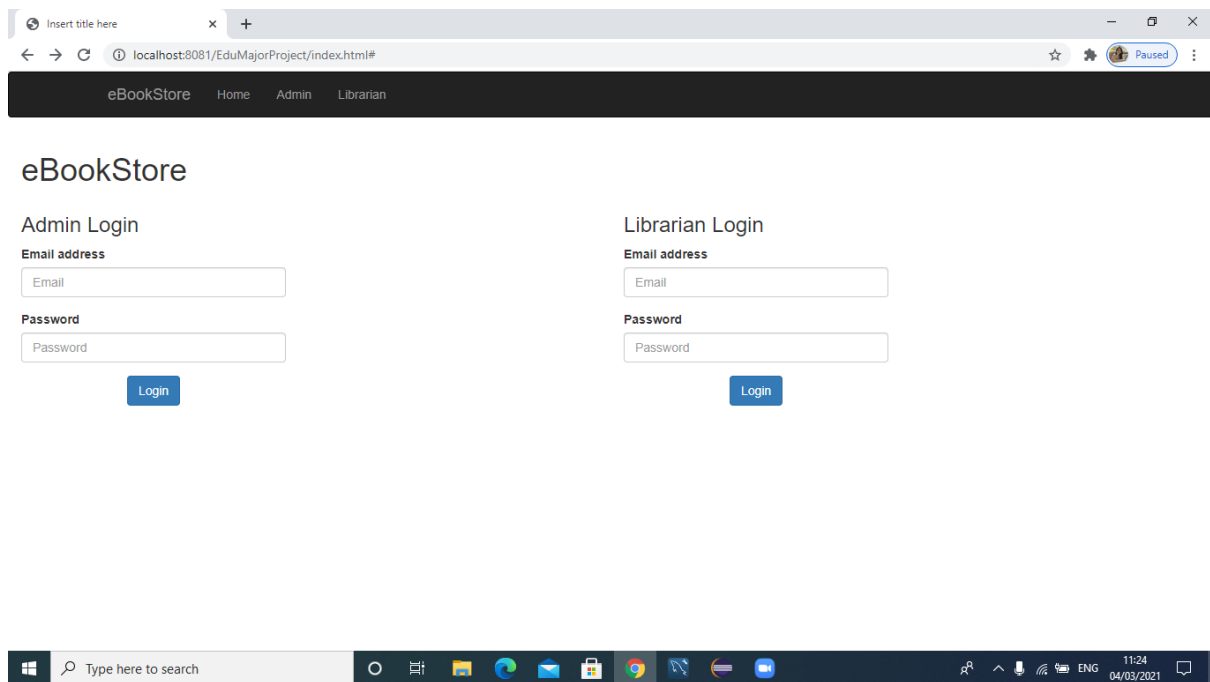 Insert title here
localhost:8081/EduMajorProject/index.html#
Paused
eBookStore Home Admin Librarian
eBookStore
Admin Login
Email address
Email
Password
Password
Login
Librarian Login
Email address
Email
Password
Password
Login
Type here to search
ENG
11:24
04/03/2021